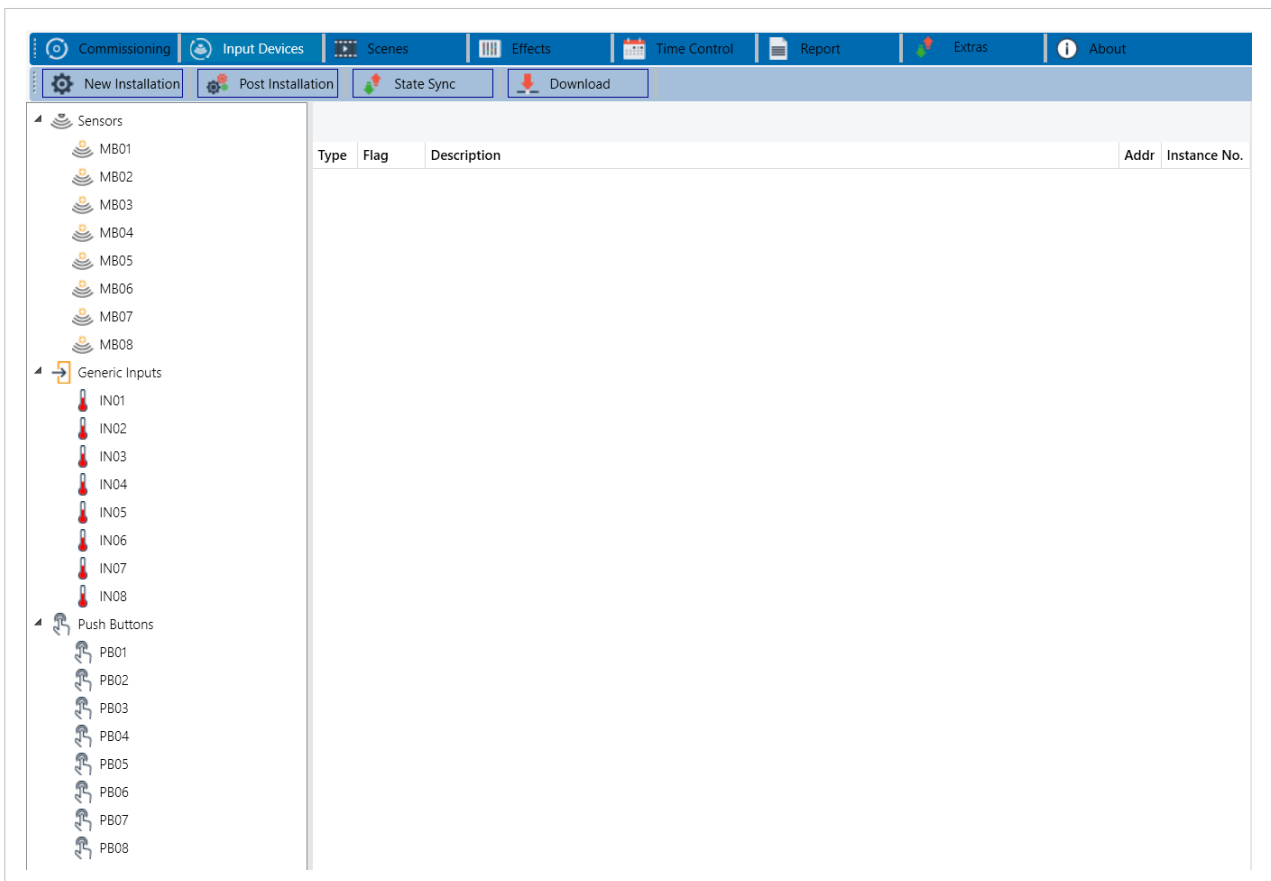 Commissioning Input Devices Scenes Effects Time Control Report Extras About
New Installation Post Installation State Sync Download
Sensors
MB01
MB02
MB03
MB04
MB05
MB06
MB07
MB08
Generic Inputs
IN01
IN02
IN03
IN04
IN05
IN06
IN07
IN08
Push Buttons
PB01
PB02
PB03
PB04
PB05
PB06
PB07
PB08
Type Flag Description Addr Instance No.